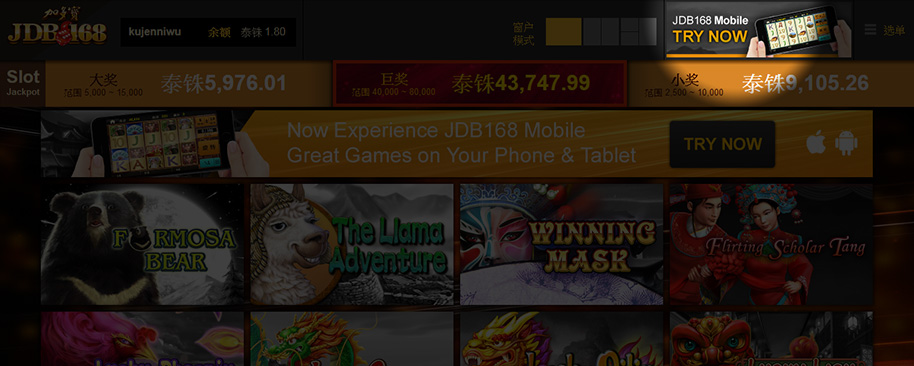 加多寶
JDB168
kujenniwu 余额 泰铢 1.80
窗户
模式
JDB168 Mobile
TRY NOW
选单
Slot
Jackpot
大奖
范围 5,000 ~ 15,000
泰铢5,976.01
巨奖
范围 40,000 ~ 80,000
泰铢43,747.99
小奖
范围 2,500 ~ 10,000
泰铢9,105.26
Now Experience JDB168 Mobile
Great Games on Your Phone & Tablet
TRY NOW
FORMOSA
BEAR
The Llama
Adventure
WINNING
MASK
Flirting Scholar Tang